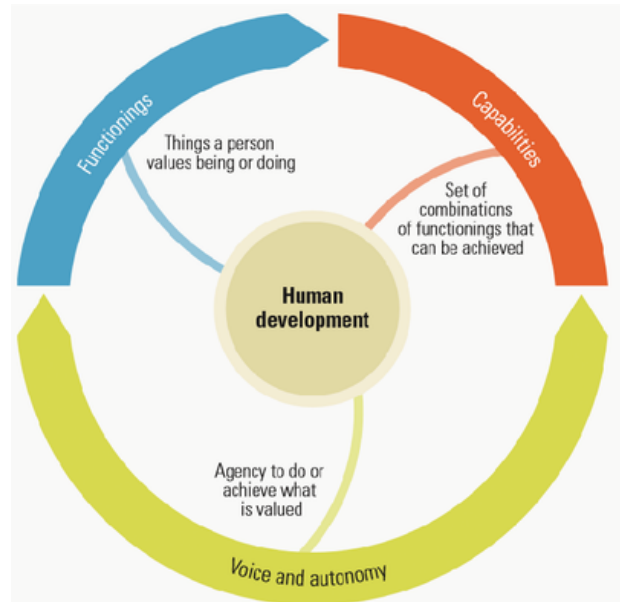 Functionings
Things a person
values being or doing
Capabilities
Set of
combinations
of functionings that
can be achieved
Human
development
Agency to do or
achieve what
is valued
Voice and autonomy